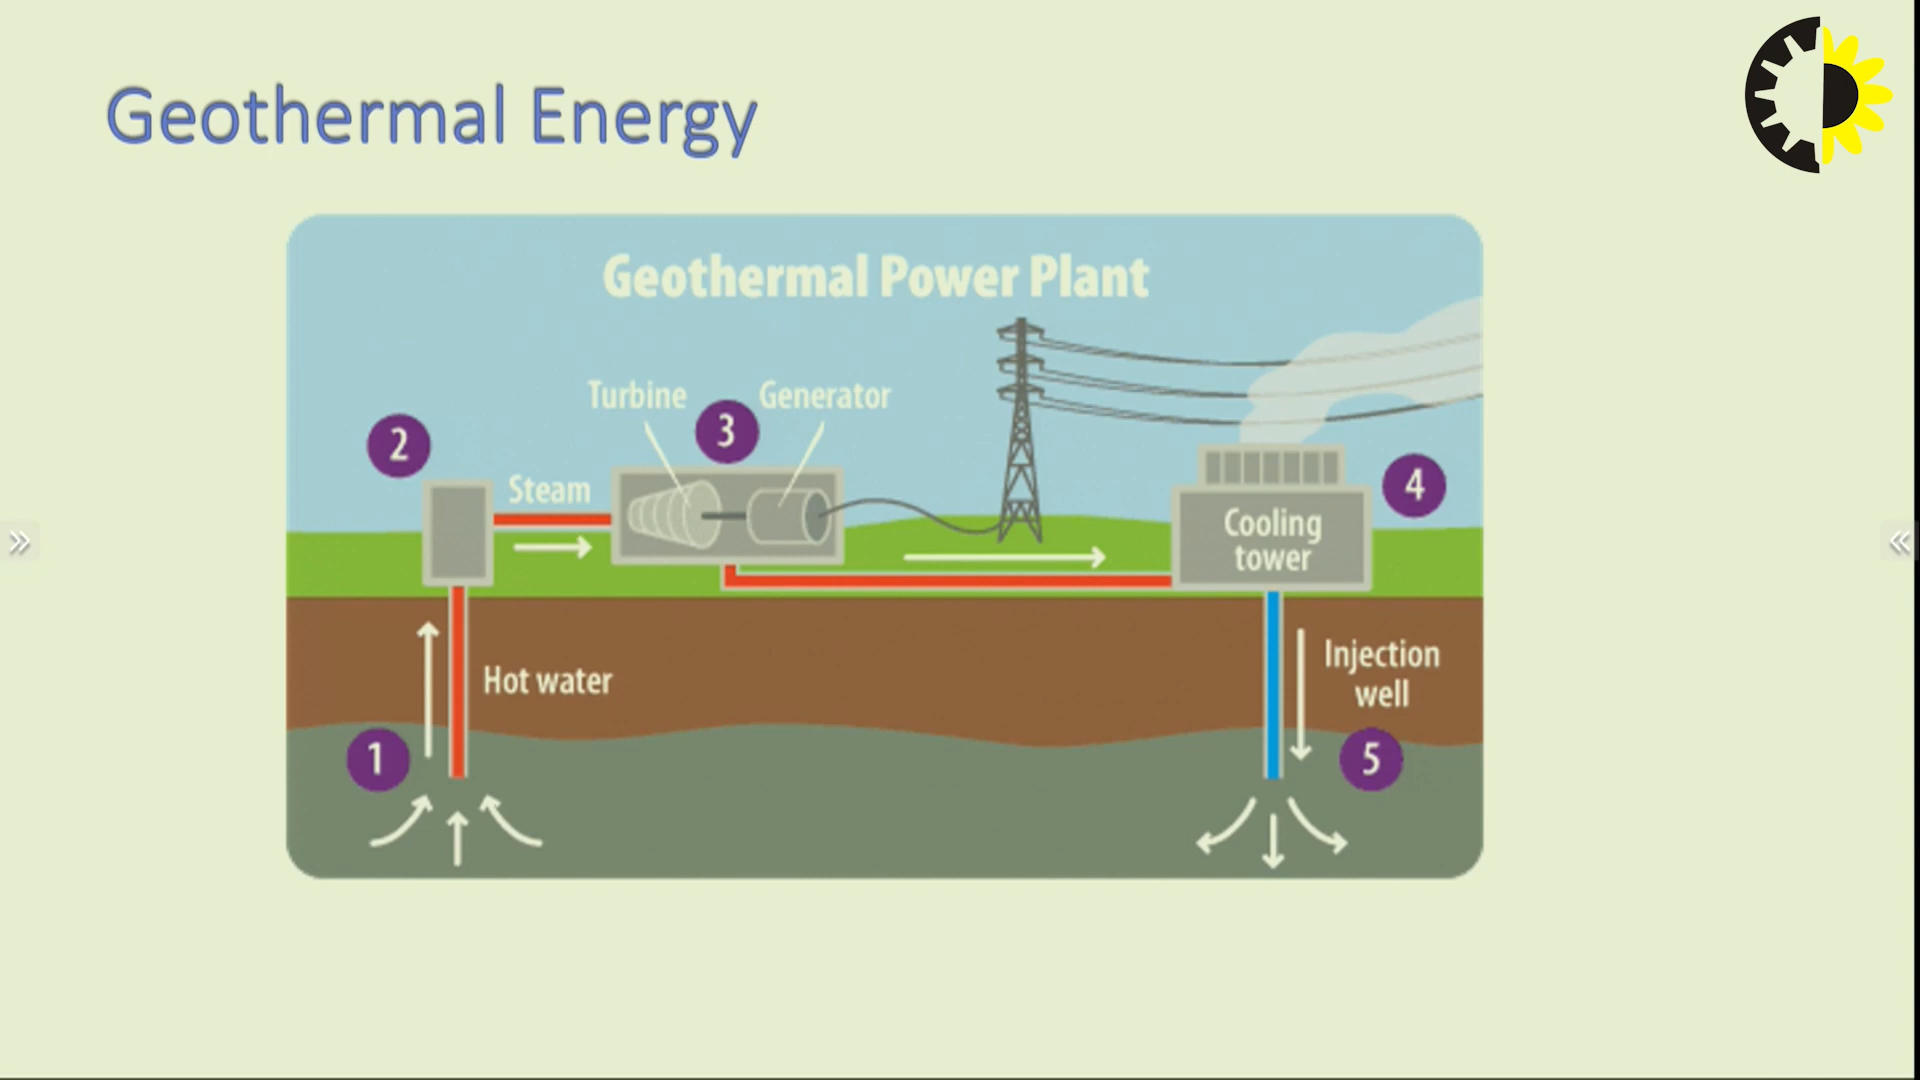 Geothermal Energy
Geothermal Power Plant
Turbine
Generator
3
2
Steam
4
Cooling
tower
Hot water
Injection
well
1
5